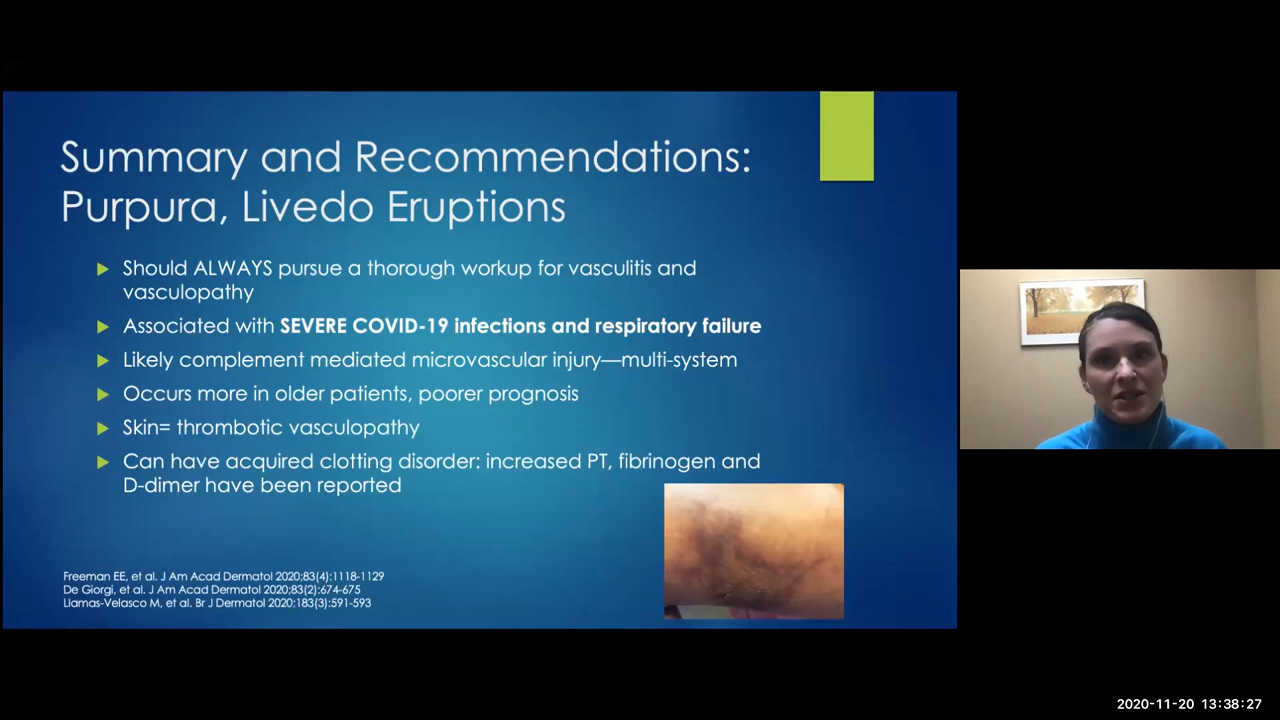 Summary and Recommendations:
Purpura, Livedo Eruptions
Should ALWAYS pursue a thorough workup for vasculitis and
vasculopathy
Associated with SEVERE COVID-19 infections and respiratory failure
Likely complement mediated microvascular injury—multi-system
Occurs more in older patients, poorer prognosis
Skin= thrombotic vasculopathy
Can have acquired clotting disorder: increased PT, fibrinogen and
D-dimer have been reported
Freeman EE, et al. J Am Acad Dermatol 2020;83(4):1118-1129
De Giorgi, et al. J Am Acad Dermatol 2020;83(2):674-675
Llamas-Velasco M, et al. Br J Dermatol 2020;183(3):591-593
2020-11-20 13:38:27